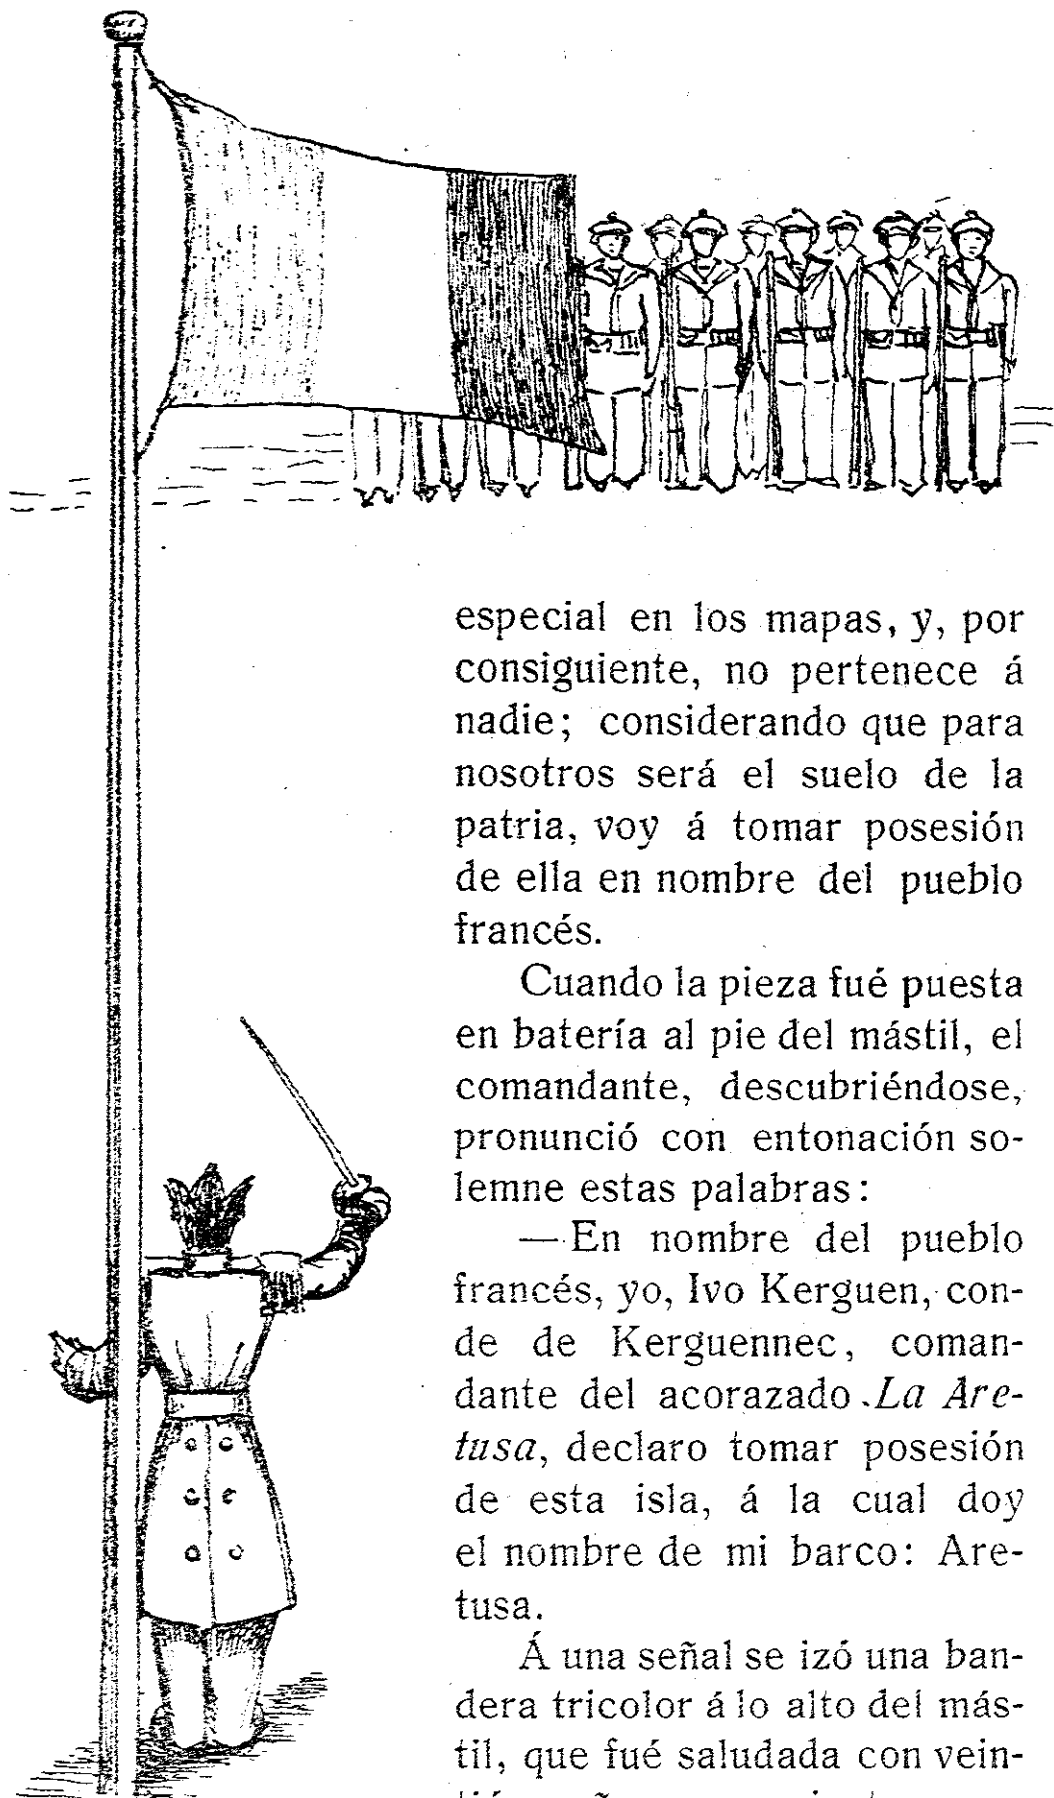 especial en los mapas, y, por
consiguiente, no pertenece á
nadie; considerando que para
nosotros será el suelo de la
patria, voy á tomar posesión
de ella en nombre del pueblo
francés.
Cuando la pieza fué puesta
en batería al pie del mástil, el
comandante, descubriéndose,
pronunció con entonación so-
lemne estas palabras:
—En nombre del pueblo
francés, yo, Ivo Kerguen, con-
de de Kerguennec, coman-
dante del acorazado La Are-
tusa, declaro tomar posesión
de esta isla, á la cual doy
el nombre de mi barco: Are-
tusa.
Á una señal se izó una ban-
dera tricolor á lo alto del más-
til, que fué saludada con vein-